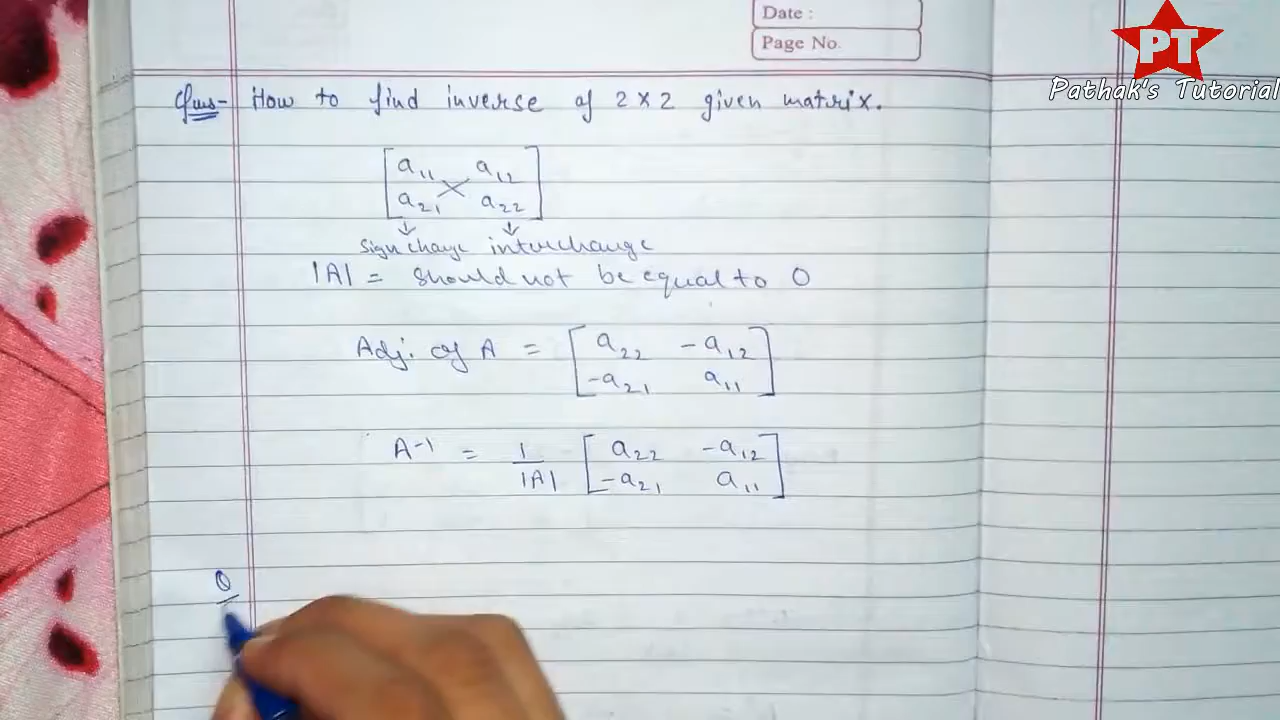 Date :
Page No.
PT
Pathak's Tutorial
Ques- How to find inverse of 2×2 given matrix.
a₁₁ a₁₂
a₂₁ a₂₂
↓ ↓
Sign change interchange
|A| = should not be equal to 0
Adj. of A = [ a₂₂ -a₁₂
-a₂₁ a₁₁ ]
A⁻¹ = 1/|A| [ a₂₂ -a₁₂
-a₂₁ a₁₁ ]
Q